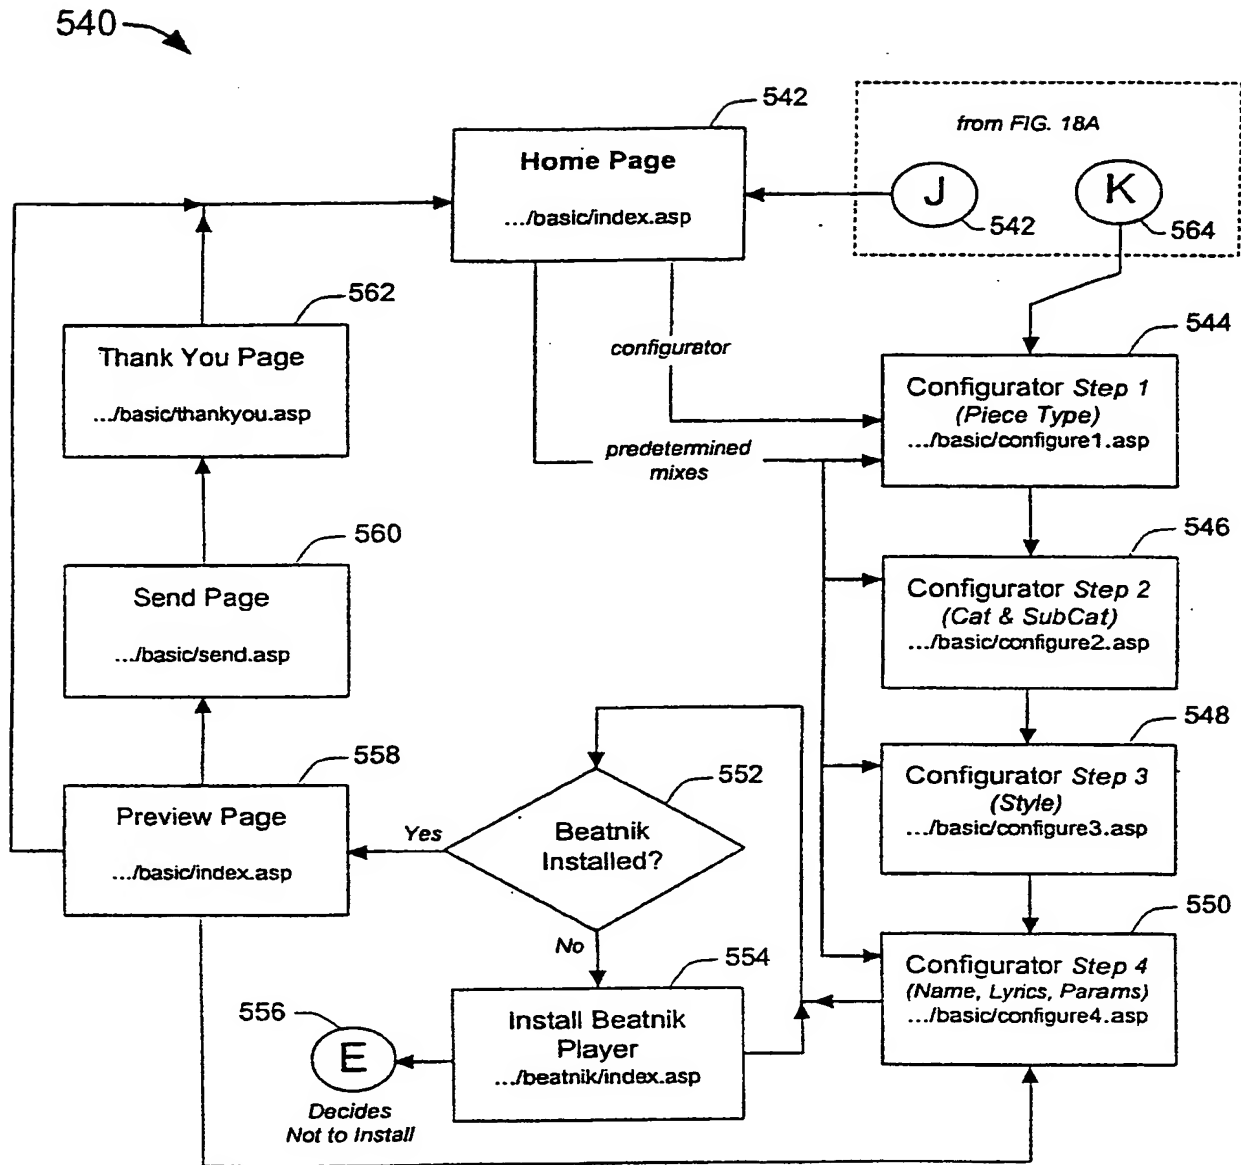 540
542
Home Page
.../basic/index.asp
from FIG. 18A
J
542
K
564
562
Thank You Page
.../basic/thankyou.asp
configurator
predetermined
mixes
544
Configurator Step 1
(Piece Type)
.../basic/configure1.asp
560
Send Page
.../basic/send.asp
546
Configurator Step 2
(Cat & SubCat)
.../basic/configure2.asp
558
Preview Page
.../basic/index.asp
Yes
552
Beatnik
Installed?
No
548
Configurator Step 3
(Style)
.../basic/configure3.asp
550
Configurator Step 4
(Name, Lyrics, Params)
.../basic/configure4.asp
554
Install Beatnik
Player
.../beatnik/index.asp
556
E
Decides
Not to Install